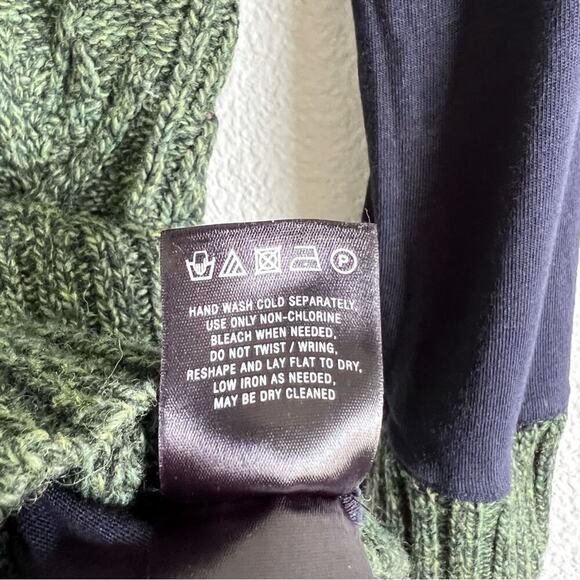 P
HAND WASH COLD SEPARATELY,
USE ONLY NON-CHLORINE
BLEACH WHEN NEEDED,
DO NOT TWIST / WRING,
RESHAPE AND LAY FLAT TO DRY,
LOW IRON AS NEEDED,
MAY BE DRY CLEANED